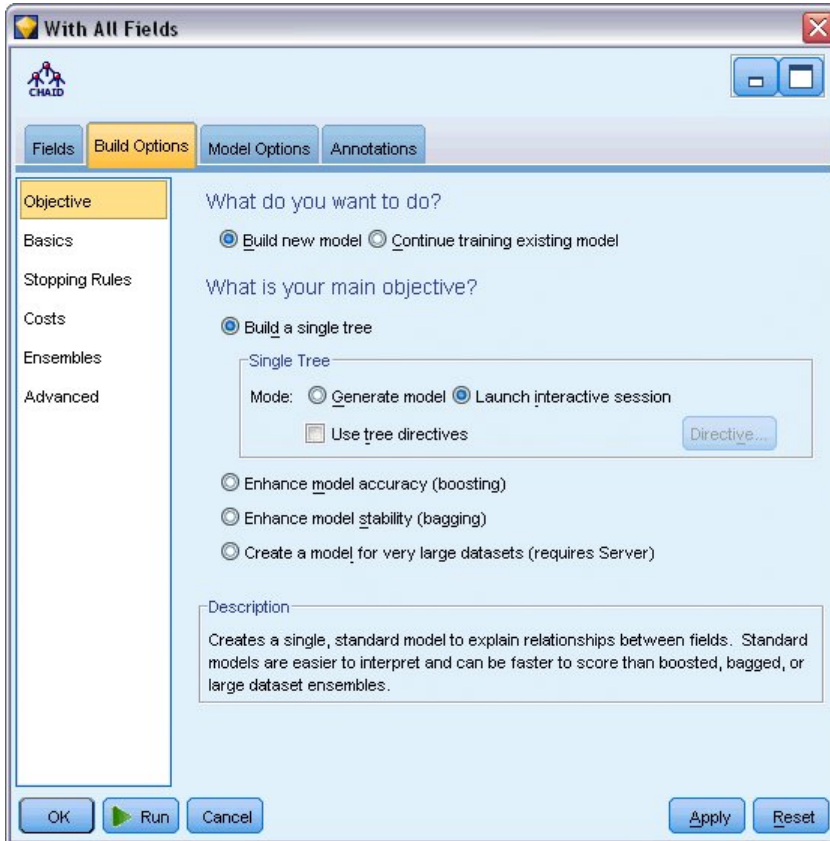 With All Fields
CHAID
Fields Build Options Model Options Annotations
Objective
Basics
Stopping Rules
Costs
Ensembles
Advanced
What do you want to do?
Build new model Continue training existing model
What is your main objective?
Build a single tree
Single Tree
Mode: Generate model Launch interactive session
Use tree directives Directive...
Enhance model accuracy (boosting)
Enhance model stability (bagging)
Create a model for very large datasets (requires Server)
Description
Creates a single, standard model to explain relationships between fields. Standard
models are easier to interpret and can be faster to score than boosted, bagged, or
large dataset ensembles.
OK Run Cancel Apply Reset